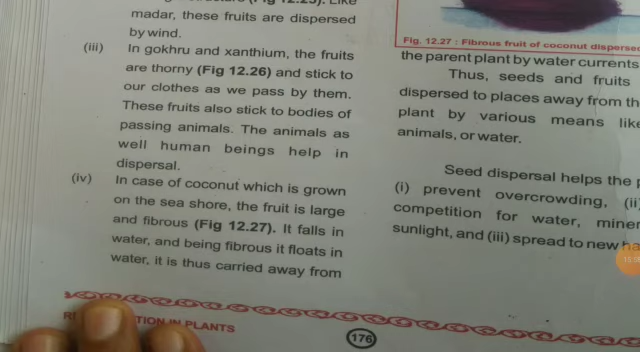 madar, these fruits are dispersed
by wind.
(iii) In gokhru and xanthium, the fruits
are thorny (Fig 12.26) and stick to
our clothes as we pass by them.
These fruits also stick to bodies of
passing animals. The animals as
well human beings help in
dispersal.
(iv) In case of coconut which is grown
on the sea shore, the fruit is large
and fibrous (Fig 12.27). It falls in
water, and being fibrous it floats in
water, it is thus carried away from
Fig. 12.27 : Fibrous fruit of coconut dispersed
the parent plant by water currents
Thus, seeds and fruits
dispersed to places away from th
plant by various means like
animals, or water.
Seed dispersal helps the
(i) prevent overcrowding, (ii)
competition for water, miner
sunlight, and (iii) spread to new ha
TION IN PLANTS
176